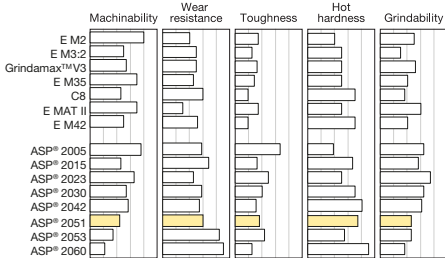 Machinability Wear resistance Toughness Hot hardness Grindability
E M2
E M3:2
Grindamax™V3
E M35
C8
E MAT II
E M42
ASP® 2005
ASP® 2015
ASP® 2023
ASP® 2030
ASP® 2042
ASP® 2051
ASP® 2053
ASP® 2060